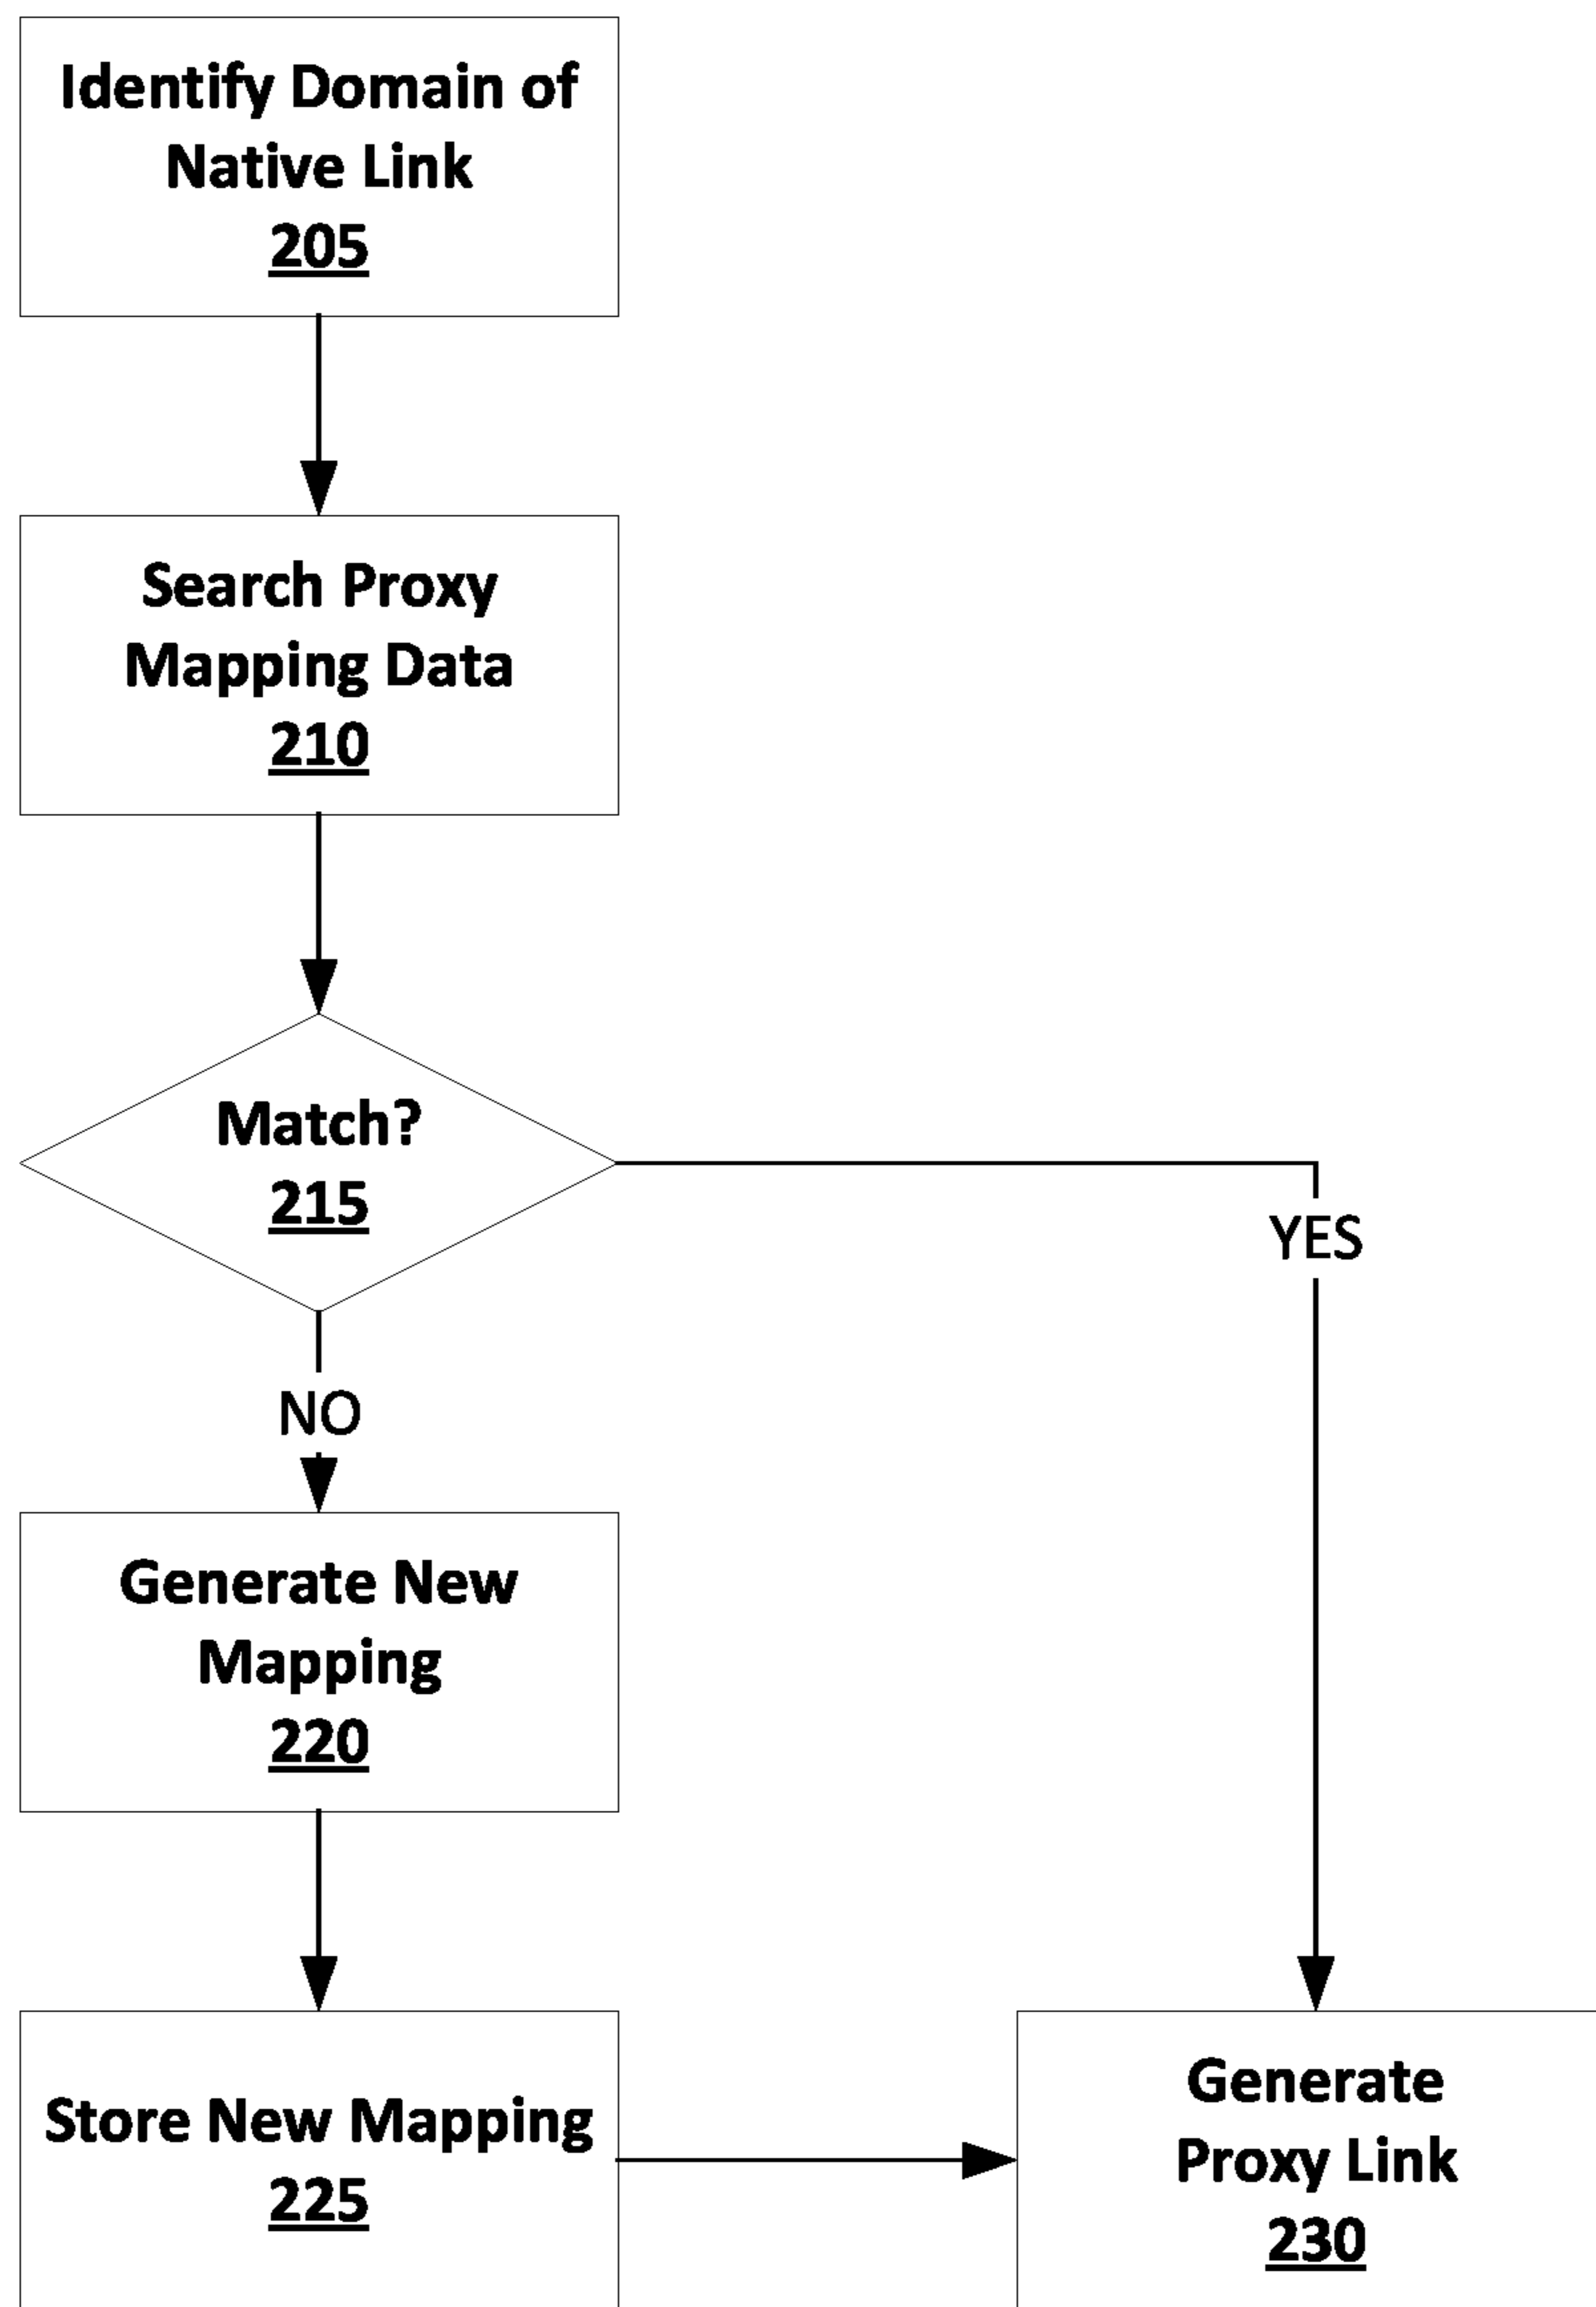 Identify Domain of
Native Link
205
Search Proxy
Mapping Data
210
Match?
215
YES
NO
Generate New
Mapping
220
Store New Mapping
225
Generate
Proxy Link
230